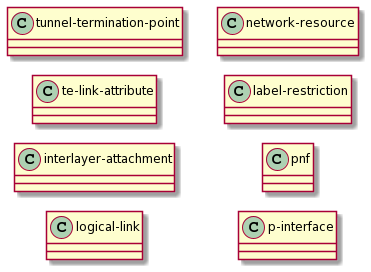 C tunnel-termination-point
C network-resource
C te-link-attribute
C label-restriction
C interlayer-attachment
C pnf
C logical-link
C p-interface